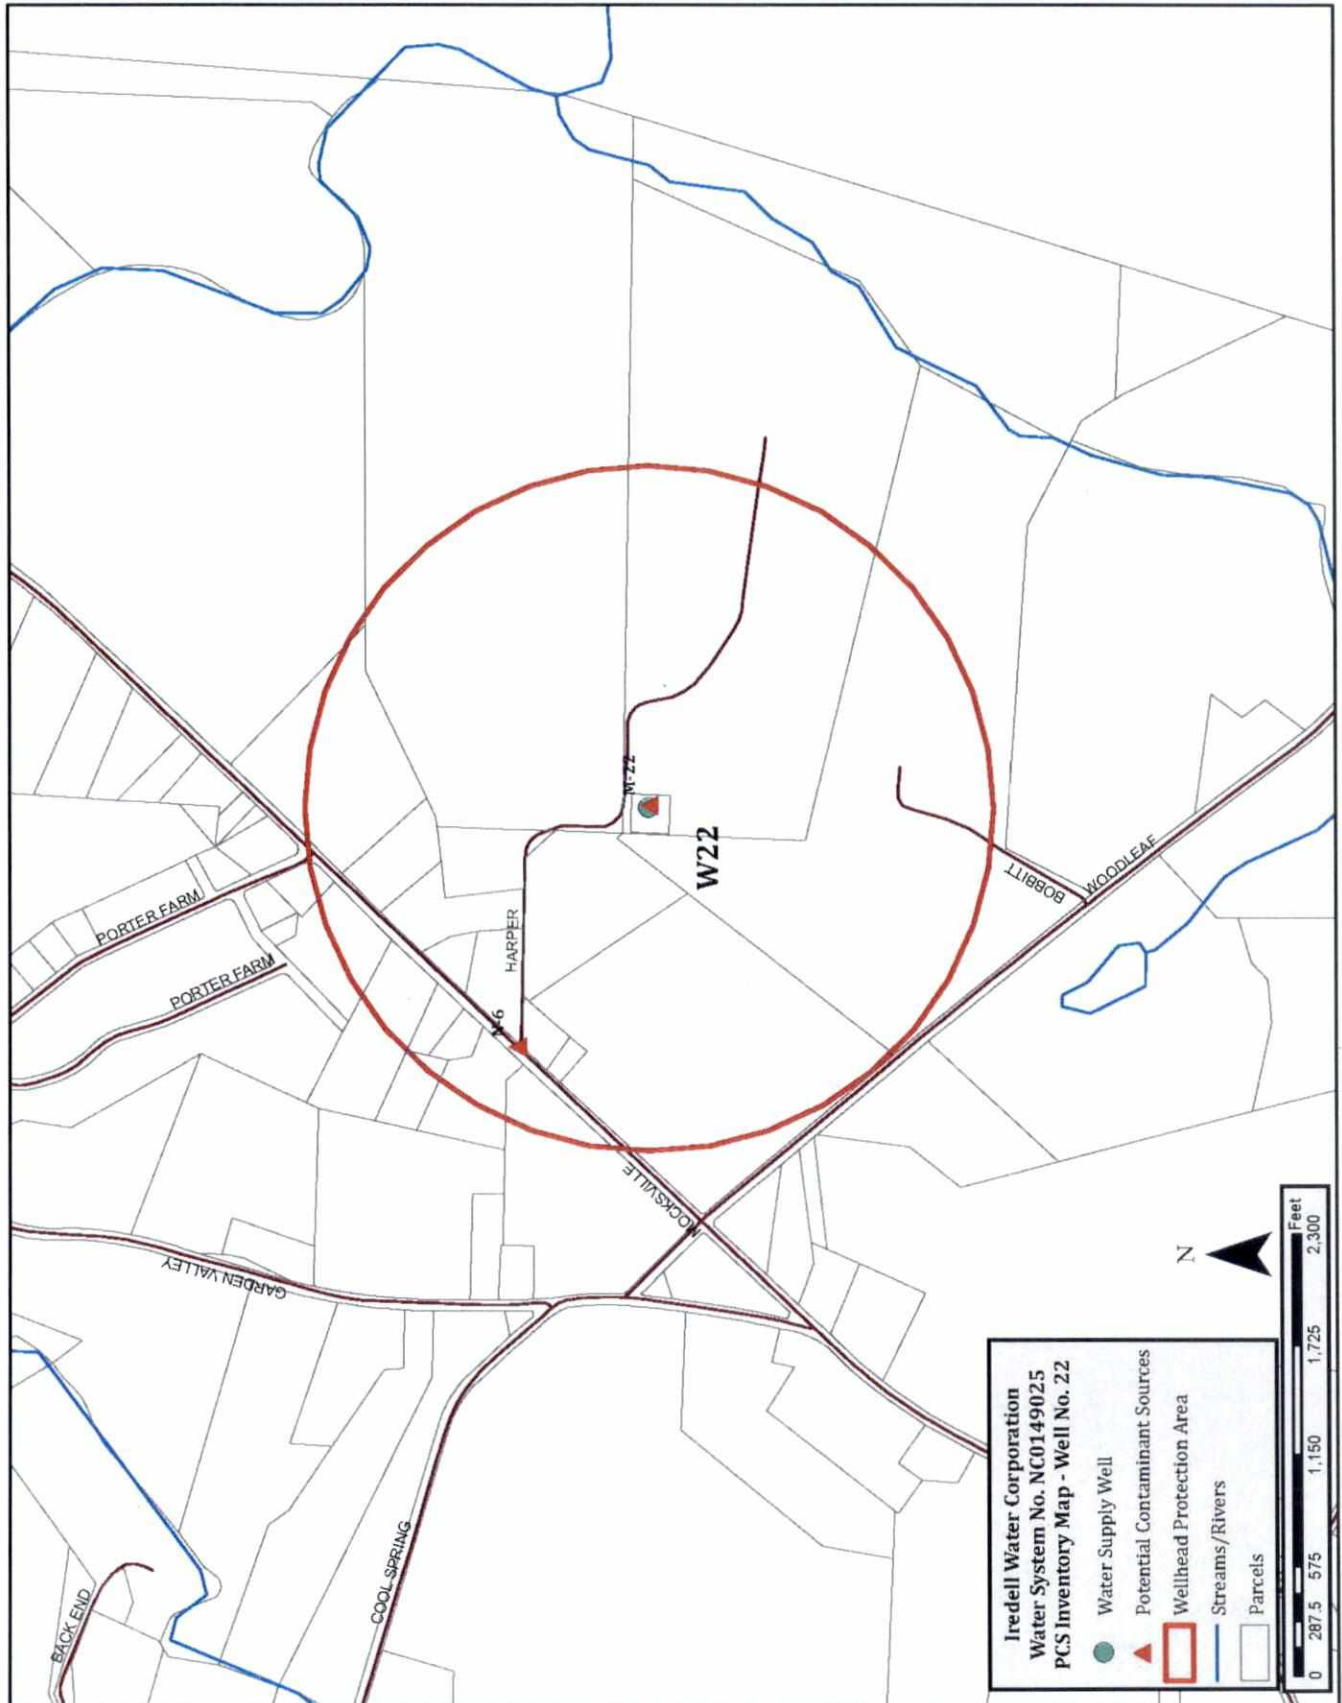 BACK END
COOL SPRING
GARDEN VALLEY
PORTER FARM
PORTER FARM
MOCKSVILLE
HARPER
M-22
W22
BOBBITT
WOODLEAF
Iredell Water Corporation
Water System No. NC0149025
PCS Inventory Map - Well No. 22
Water Supply Well
Potential Contaminant Sources
Wellhead Protection Area
Streams/Rivers
Parcels
N
0 287.5 575 1,150 1,725 2,300
Feet